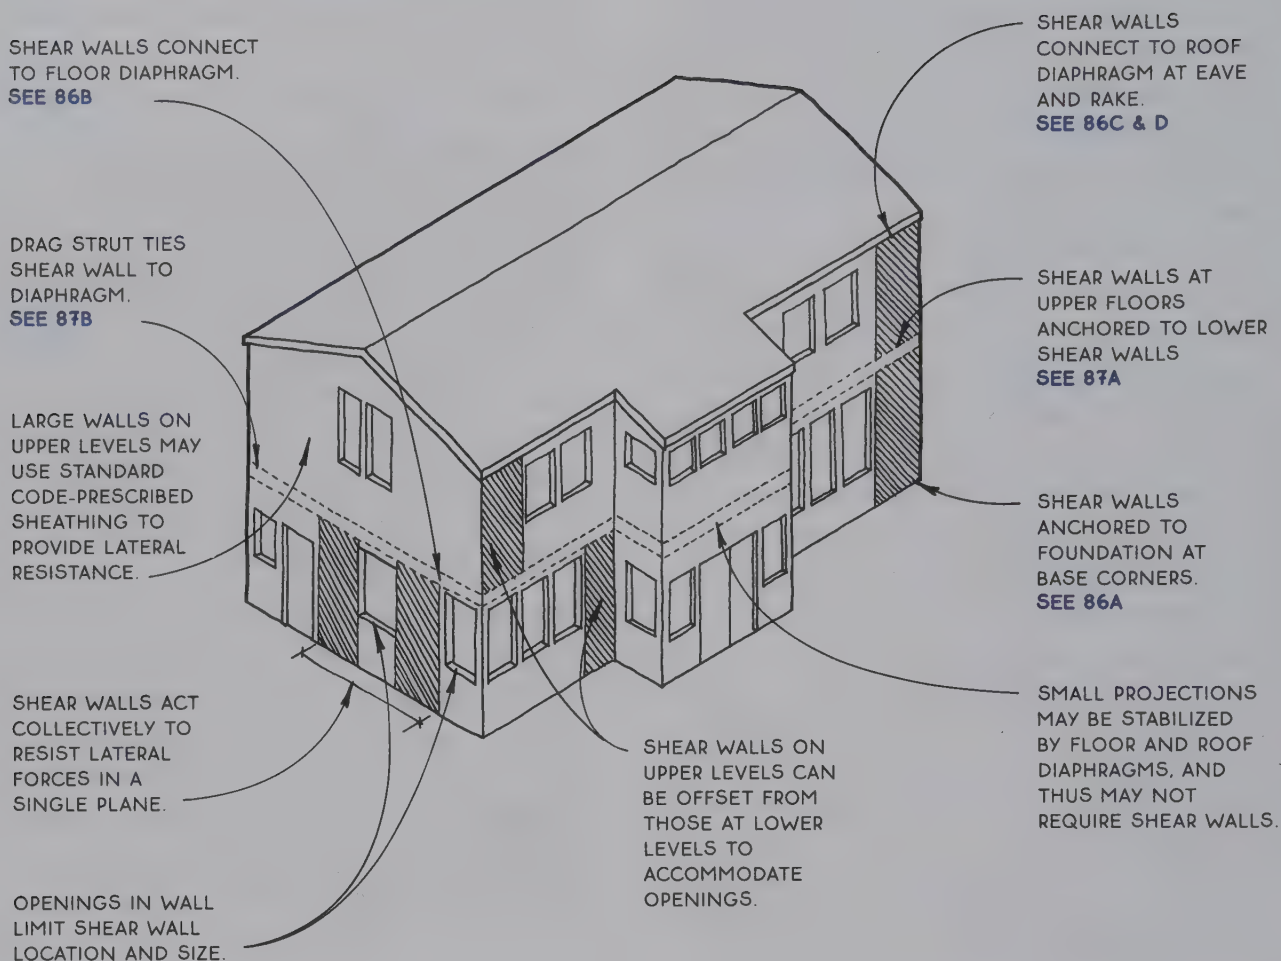 SHEAR WALLS CONNECT
TO FLOOR DIAPHRAGM.
SEE 86B
DRAG STRUT TIES
SHEAR WALL TO
DIAPHRAGM.
SEE 87B
LARGE WALLS ON
UPPER LEVELS MAY
USE STANDARD
CODE-PRESCRIBED
SHEATHING TO
PROVIDE LATERAL
RESISTANCE.
SHEAR WALLS ACT
COLLECTIVELY TO
RESIST LATERAL
FORCES IN A
SINGLE PLANE.
OPENINGS IN WALL
LIMIT SHEAR WALL
LOCATION AND SIZE.
SHEAR WALLS ON
UPPER LEVELS CAN
BE OFFSET FROM
THOSE AT LOWER
LEVELS TO
ACCOMMODATE
OPENINGS.
SHEAR WALLS
CONNECT TO ROOF
DIAPHRAGM AT EAVE
AND RAKE.
SEE 86C & D
SHEAR WALLS AT
UPPER FLOORS
ANCHORED TO LOWER
SHEAR WALLS
SEE 87A
SHEAR WALLS
ANCHORED TO
FOUNDATION AT
BASE CORNERS.
SEE 86A
SMALL PROJECTIONS
MAY BE STABILIZED
BY FLOOR AND ROOF
DIAPHRAGMS, AND
THUS MAY NOT
REQUIRE SHEAR WALLS.